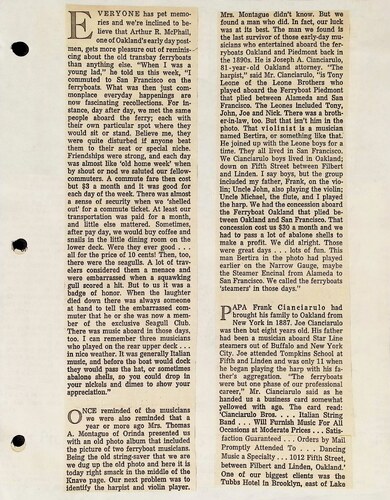 EVERYONE has pet memo-
ries and we're inclined to be-
lieve that Arthur R. McPhail,
one of Oakland's early day post-
men, gets more pleasure out of reminis-
cing about the old transbay ferryboats
than anything else. "When I was a
young lad," he told us this week, "I
commuted to San Francisco on the
ferryboats. What was then just com-
monplace everyday happenings are
now fascinating recollections. For in-
stance, day after day, we met the same
people aboard the ferry; each with
their own particular spot where they
would sit or stand. Believe me, they
were quite disturbed if anyone beat
them to their seat or special niche.
Friendships were strong, and each day
was almost like 'old home week' when
by shout or nod we saluted our fellow-
commuters. A commute fare then cost
but $3 a month and it was good for
each day of the week. There was almost
a sense of security when we 'shelled
out' for a commute ticket. At least our
transportation was paid for a month,
and little else mattered. Sometimes,
after pay day, we would buy coffee and
snails in the little dining room on the
lower deck. Were they ever good . . .
all for the price of 10 cents! Then, too,
there were the seagulls. A lot of trav-
elers considered them a menace and
were embarrassed when a squawking
gull scored a hit. But to us it was a
badge of honor. When the laughter
died down there was always someone
at hand to tell the embarrassed commu-
ter that he or she was now a mem-
ber of the exclusive Seagull Club.
There was music aboard in those days,
too. I can remember three musicians
who played on the rear upper deck . . .
in nice weather. It was generally Italian
music, and before the boat would dock
they would pass the hat, or sometimes
abalone shells, so you could drop in
your nickels and dimes to show your
appreciation."
ONCE reminded of the musicians
we were also reminded that a
year or more ago Mrs. Thomas
A. Montague of Orinda presented us
with an old photo album that included
the picture of two ferryboat musicians.
Being the old string-saver that we are
we dug up the old photo and here it is
today right smack in the middle of the
Knave page. Our next problem was to
identify the harpist and violin player.
Mrs. Montague didn't know. But we
found a man who did. In fact, our luck
was at its best. The man we found is
the last survivor of those early-day mu-
sicians who entertained aboard the fer-
ryboats Oakland and Piedmont back in
the 1890s. He is Joseph A. Cianciarulo,
81-year-old Oakland attorney. "The
harpist," said Mr. Cianciarulo, "is Tony
Leone of the Leone Brothers who
played aboard the Ferryboat Piedmont
that plied between Alameda and San
Francisco. The Leones included Tony,
John, Joe and Nick. There was a broth-
er-in-law, too. But that isn't him in the
photo. That violinist is a musician
named Bertira, or something like that.
He joined up with the Leone boys for a
time. They all lived in San Francisco.
We Cianciarulo boys lived in Oakland;
down on Fifth Street between Filbert
and Linden. I say boys, but the group
included my father, Frank, on the vio-
lin; Uncle John, also playing the violin;
Uncle Michael, the flute, and I played
the harp. We had the concession aboard
the Ferryboat Oakland that plied be-
tween Oakland and San Francisco. That
concession cost us $30 a month and we
had to pass a lot of abalone shells to
make a profit. We did alright. Those
were great days . . . lots of fun. This
man Bertira in the photo had played
earlier on the Narrow Gauge, maybe
the Steamer Encinal from Alameda to
San Francisco. We called the ferryboats
'steamers' in those days."
PAPA Frank Cianciarulo had
brought his family to Oakland from
New York in 1887. Joe Cianciarulo
was then but eight years old. His father
had been a musician aboard Star Line
steamers out of Buffalo and New York
City. Joe attended Tompkins School at
Fifth and Linden and was only 11 when
he began playing the harp with his fa-
ther's aggregation. "The ferryboats
were but one phase of our professional
career," Mr. Cianciarulo said as he
handed us a business card somewhat
yellowed with age. The card read:
'Cianciarulo Bros. . . . Italian String
Band . . . Will Furnish Music For All
Occasions at Moderate Prices . . . Satis-
faction Guaranteed . . . Orders by Mail
Promptly Attended To . . . Dancing
Music a Specialty . . . 1012 Fifth Street,
between Filbert and Linden, Oakland.'
One of our biggest clients was the
Tubbs Hotel in Brooklyn, east of Lake